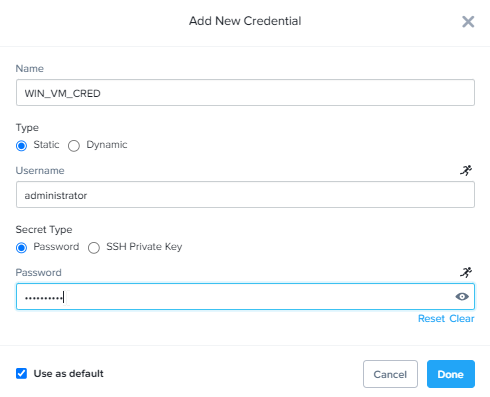 Add New Credential
Name
WIN_VM_CRED
Type
Static Dynamic
Username
administrator
Secret Type
Password SSH Private Key
Password
••••••••••
Reset Clear
Use as default Cancel Done